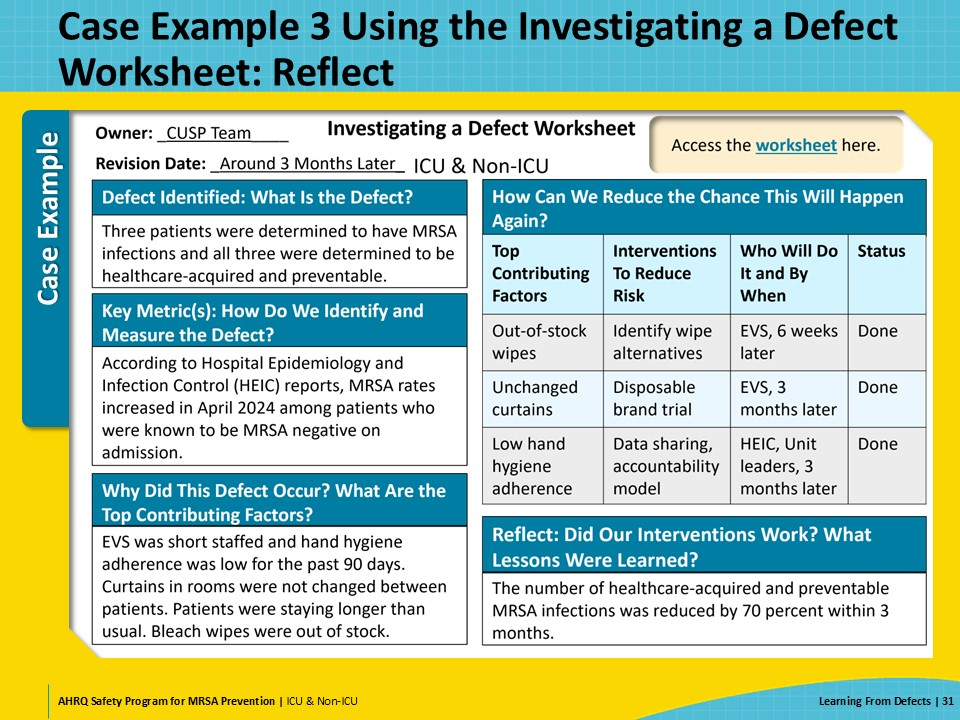 Case Example 3 Using the Investigating a Defect
Worksheet: Reflect
Case Example
Owner: _CUSP Team____
Investigating a Defect Worksheet
Access the worksheet here.
Revision Date: _Around 3 Months Later_
ICU & Non-ICU
Defect Identified: What Is the Defect?
Three patients were determined to have MRSA
infections and all three were determined to be
healthcare-acquired and preventable.
Key Metric(s): How Do We Identify and
Measure the Defect?
According to Hospital Epidemiology and
Infection Control (HEIC) reports, MRSA rates
increased in April 2024 among patients who
were known to be MRSA negative on
admission.
Why Did This Defect Occur? What Are the
Top Contributing Factors?
EVS was short staffed and hand hygiene
adherence was low for the past 90 days.
Curtains in rooms were not changed between
patients. Patients were staying longer than
usual. Bleach wipes were out of stock.
How Can We Reduce the Chance This Will Happen
Again?
Top
Contributing
Factors
Interventions
To Reduce
Risk
Who Will Do
It and By
When
Status
Out-of-stock
wipes
Identify wipe
alternatives
EVS, 6 weeks
later
Done
Unchanged
curtains
Disposable
brand trial
EVS, 3
months later
Done
Low hand
hygiene
adherence
Data sharing,
accountability
model
HEIC, Unit
leaders, 3
months later
Done
Reflect: Did Our Interventions Work? What
Lessons Were Learned?
The number of healthcare-acquired and preventable
MRSA infections was reduced by 70 percent within 3
months.
AHRQ Safety Program for MRSA Prevention | ICU & Non-ICU
Learning From Defects | 31